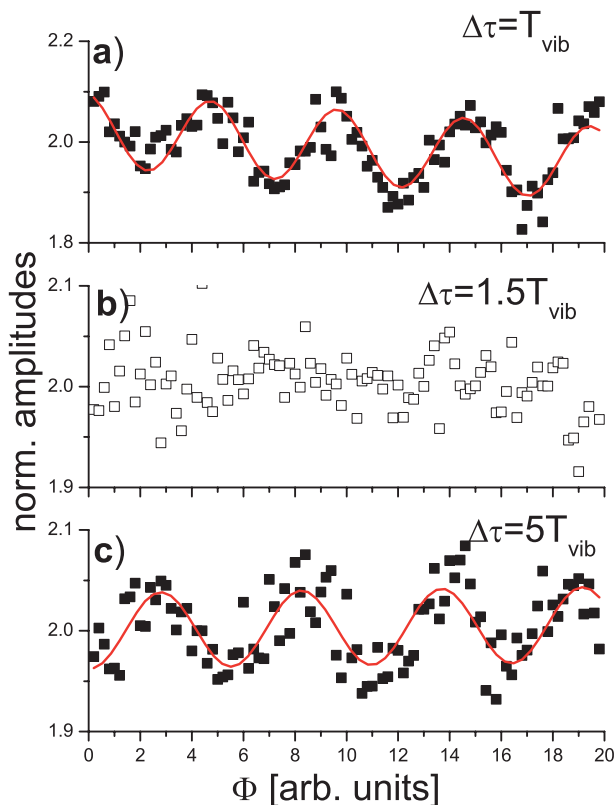 Δτ=T_vib
a)
2.2
2.0
1.8
Δτ=1.5T_vib
b)
2.1
2.0
1.9
norm. amplitudes
Δτ=5T_vib
c)
2.1
2.0
1.9
0 2 4 6 8 10 12 14 16 18 20
Φ [arb. units]